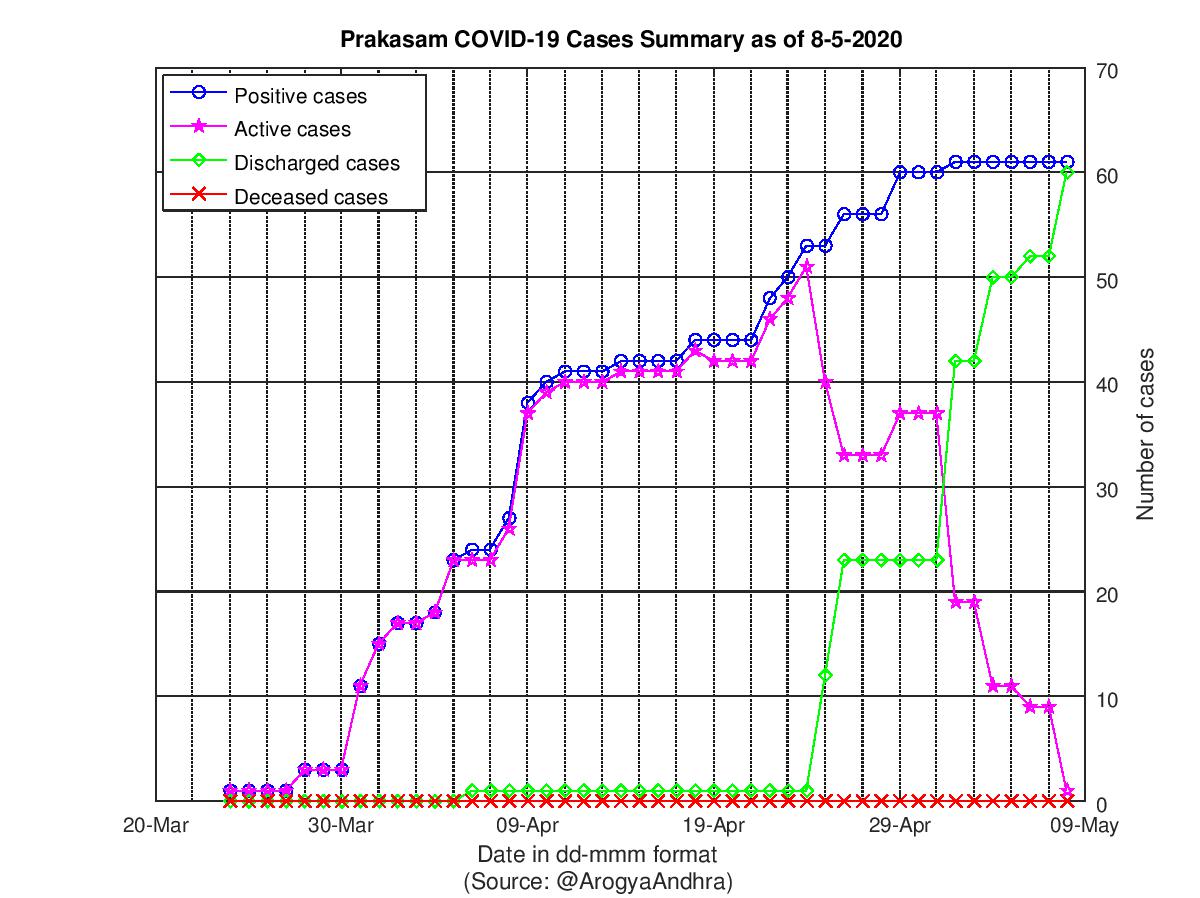 Prakasam COVID-19 Cases Summary as of 8-5-2020
Positive cases
Active cases
Discharged cases
Deceased cases
70
60
50
40
30
20
10
0
Number of cases
20-Mar
30-Mar
09-Apr
19-Apr
29-Apr
09-May
Date in dd-mmm format
(Source: @ArogyaAndhra)